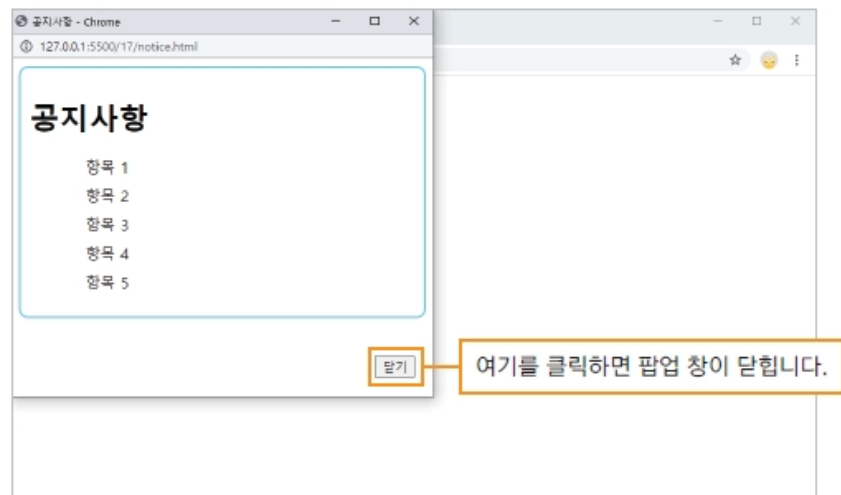 공지사항 - Chrome
127.0.0.1:5500/17/notice.html
공지사항
항목 1
항목 2
항목 3
항목 4
항목 5
닫기
여기를 클릭하면 팝업 창이 닫힙니다.